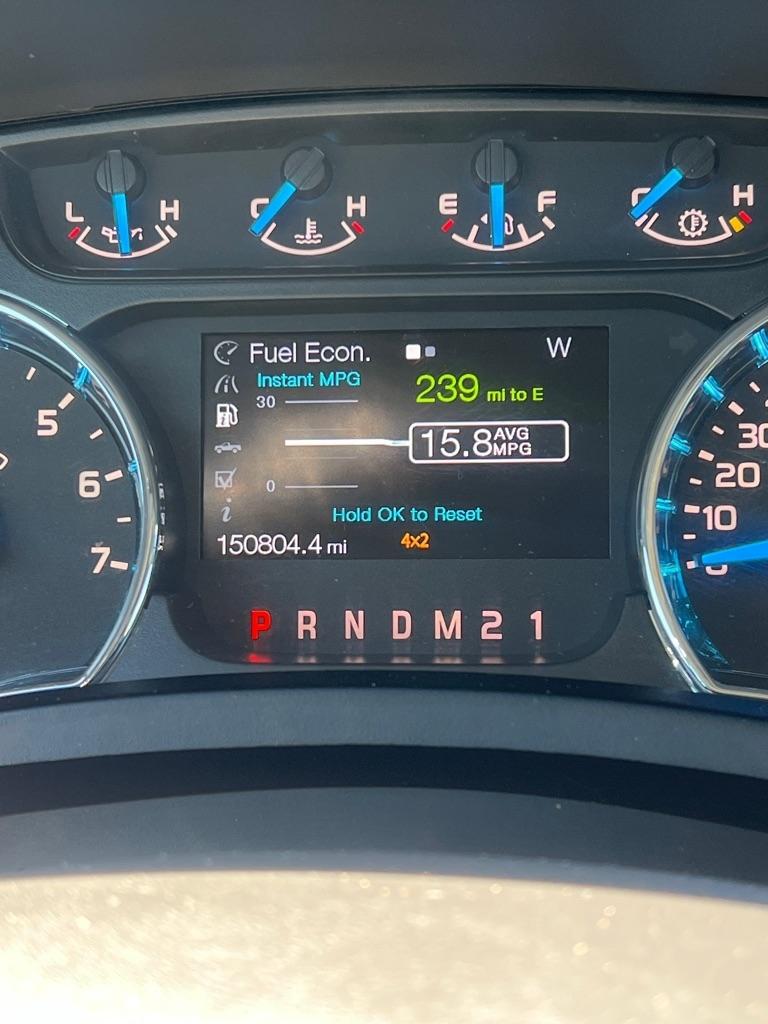 L H C H E F C H
Fuel Econ. W
Instant MPG
239 mi to E
30
15.8 AVG MPG
0
Hold OK to Reset
150804.4 mi 4x2
P R N D M 2 1
5
6
7
30
20
10
0